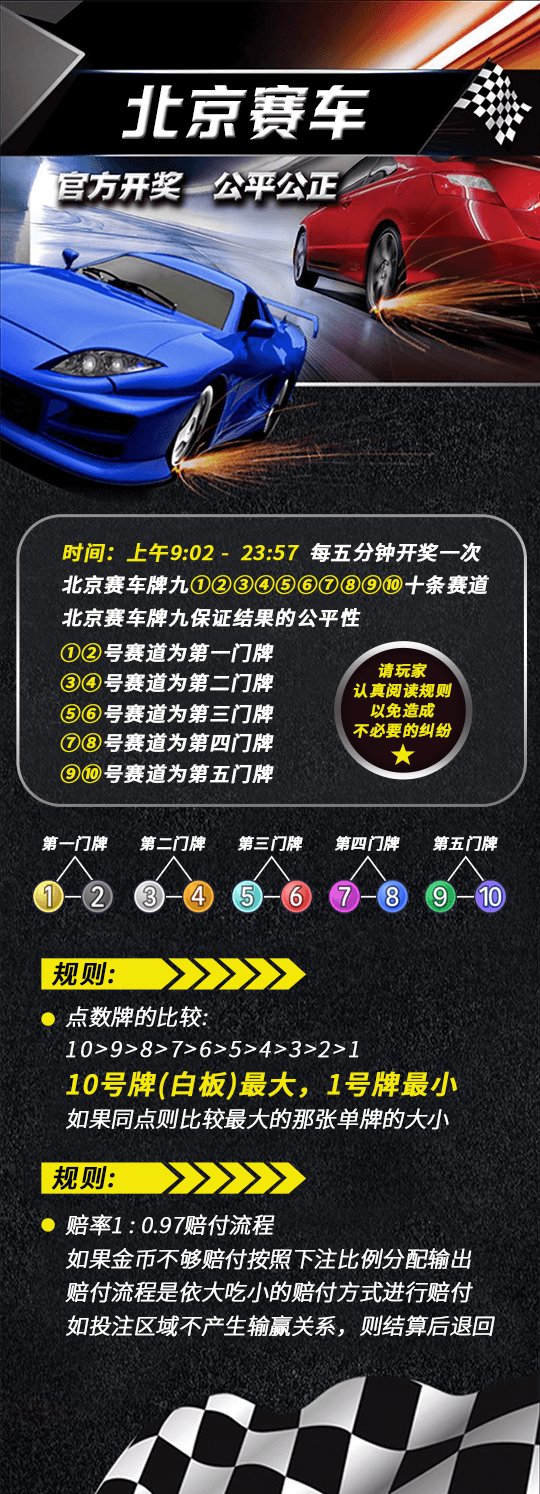 北京赛车
官方开奖 公平公正
时间：上午9:02 - 23:57 每五分钟开奖一次
北京赛车牌九①②③④⑤⑥⑦⑧⑨⑩十条赛道
北京赛车牌九保证结果的公平性
①②号赛道为第一门牌
③④号赛道为第二门牌
⑤⑥号赛道为第三门牌
⑦⑧号赛道为第四门牌
⑨⑩号赛道为第五门牌
请玩家
认真阅读规则
以免造成
不必要的纠纷
第一门牌 第二门牌 第三门牌 第四门牌 第五门牌
1 2 3 4 5 6 7 8 9 10
规则:
点数牌的比较:
10>9>8>7>6>5>4>3>2>1
10号牌(白板)最大，1号牌最小
如果同点则比较最大的那张单牌的大小
规则:
赔率1 : 0.97赔付流程
如果金币不够赔付按照下注比例分配输出
赔付流程是依大吃小的赔付方式进行赔付
如投注区域不产生输赢关系，则结算后退回